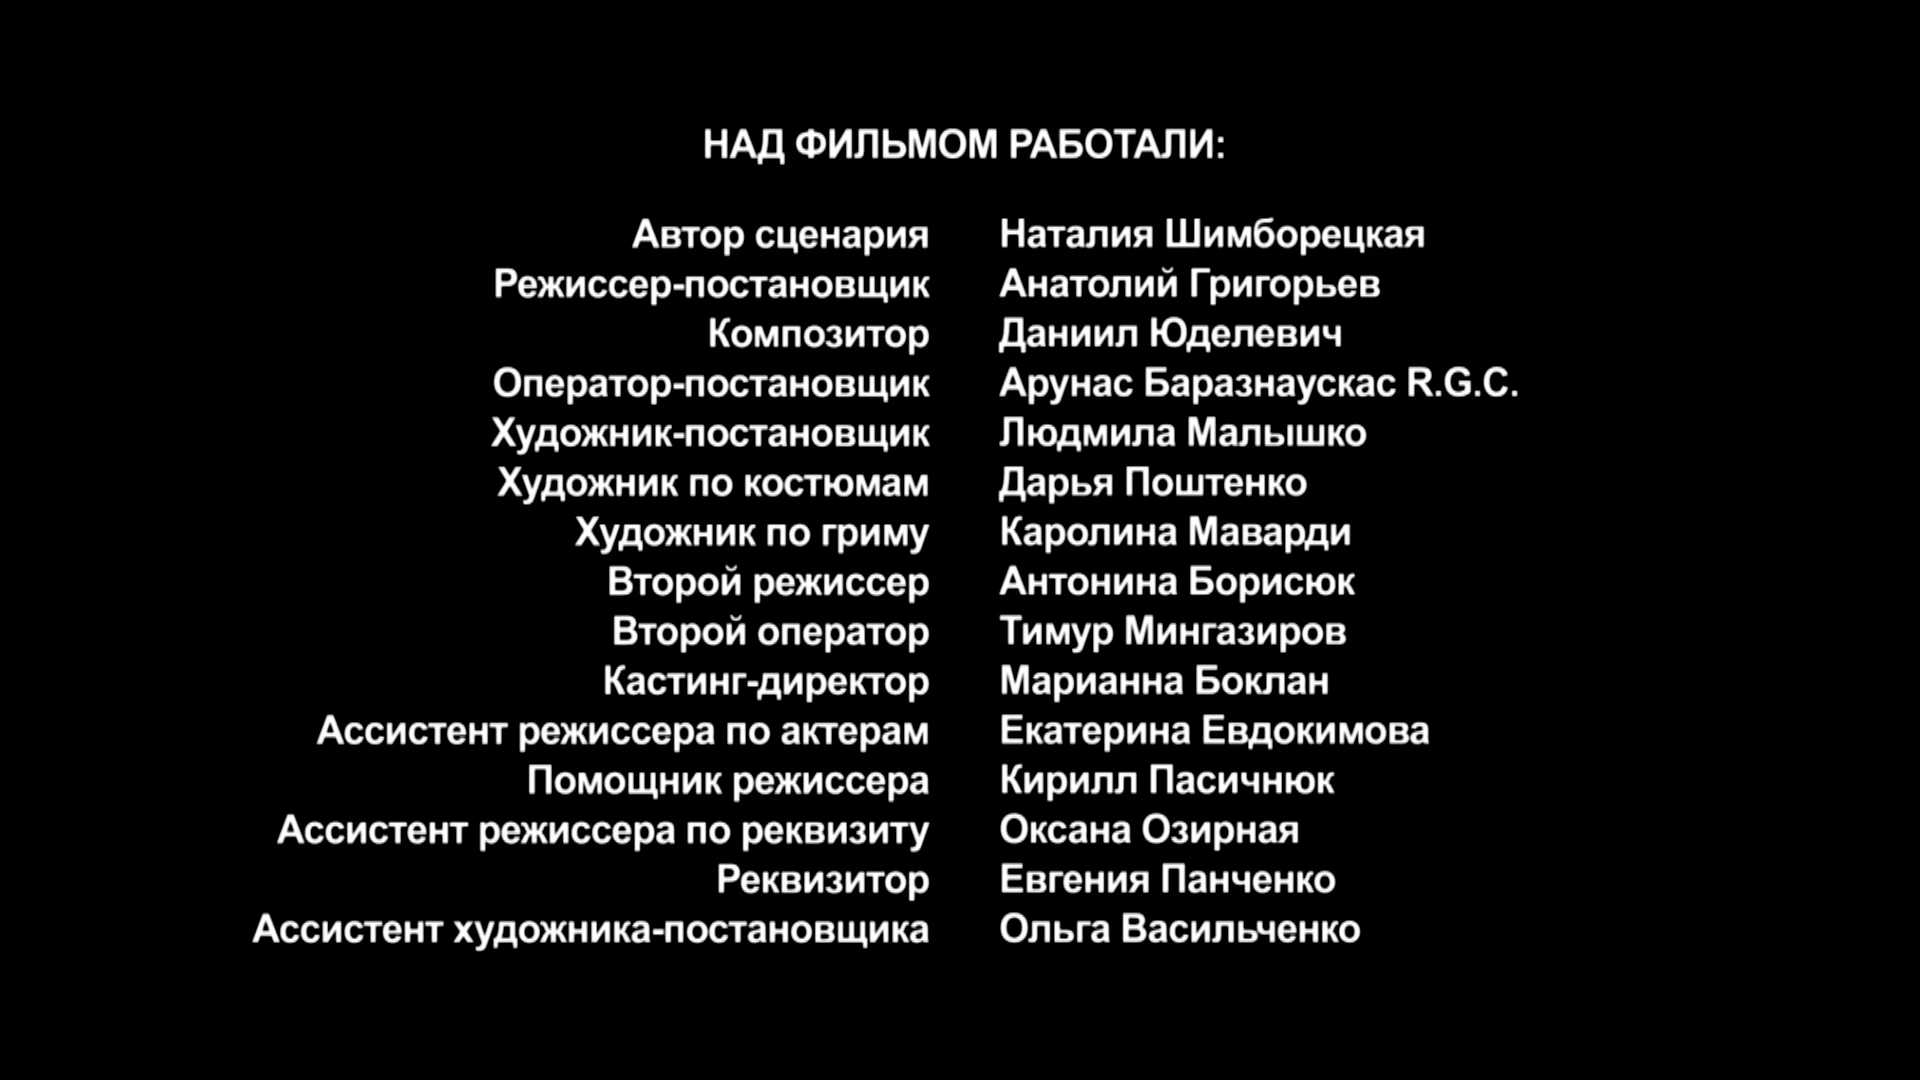 НАД ФИЛЬМОМ РАБОТАЛИ:
Автор сценария Наталия Шимборецкая
Режиссер-постановщик Анатолий Григорьев
Композитор Даниил Юделевич
Оператор-постановщик Арунас Баразнаускас R.G.C.
Художник-постановщик Людмила Малышко
Художник по костюмам Дарья Поштенко
Художник по гриму Каролина Маварди
Второй режиссер Антонина Борисюк
Второй оператор Тимур Мингазиров
Кастинг-директор Марианна Боклан
Ассистент режиссера по актерам Екатерина Евдокимова
Помощник режиссера Кирилл Пасичнюк
Ассистент режиссера по реквизиту Оксана Озирная
Реквизитор Евгения Панченко
Ассистент художника-постановщика Ольга Васильченко